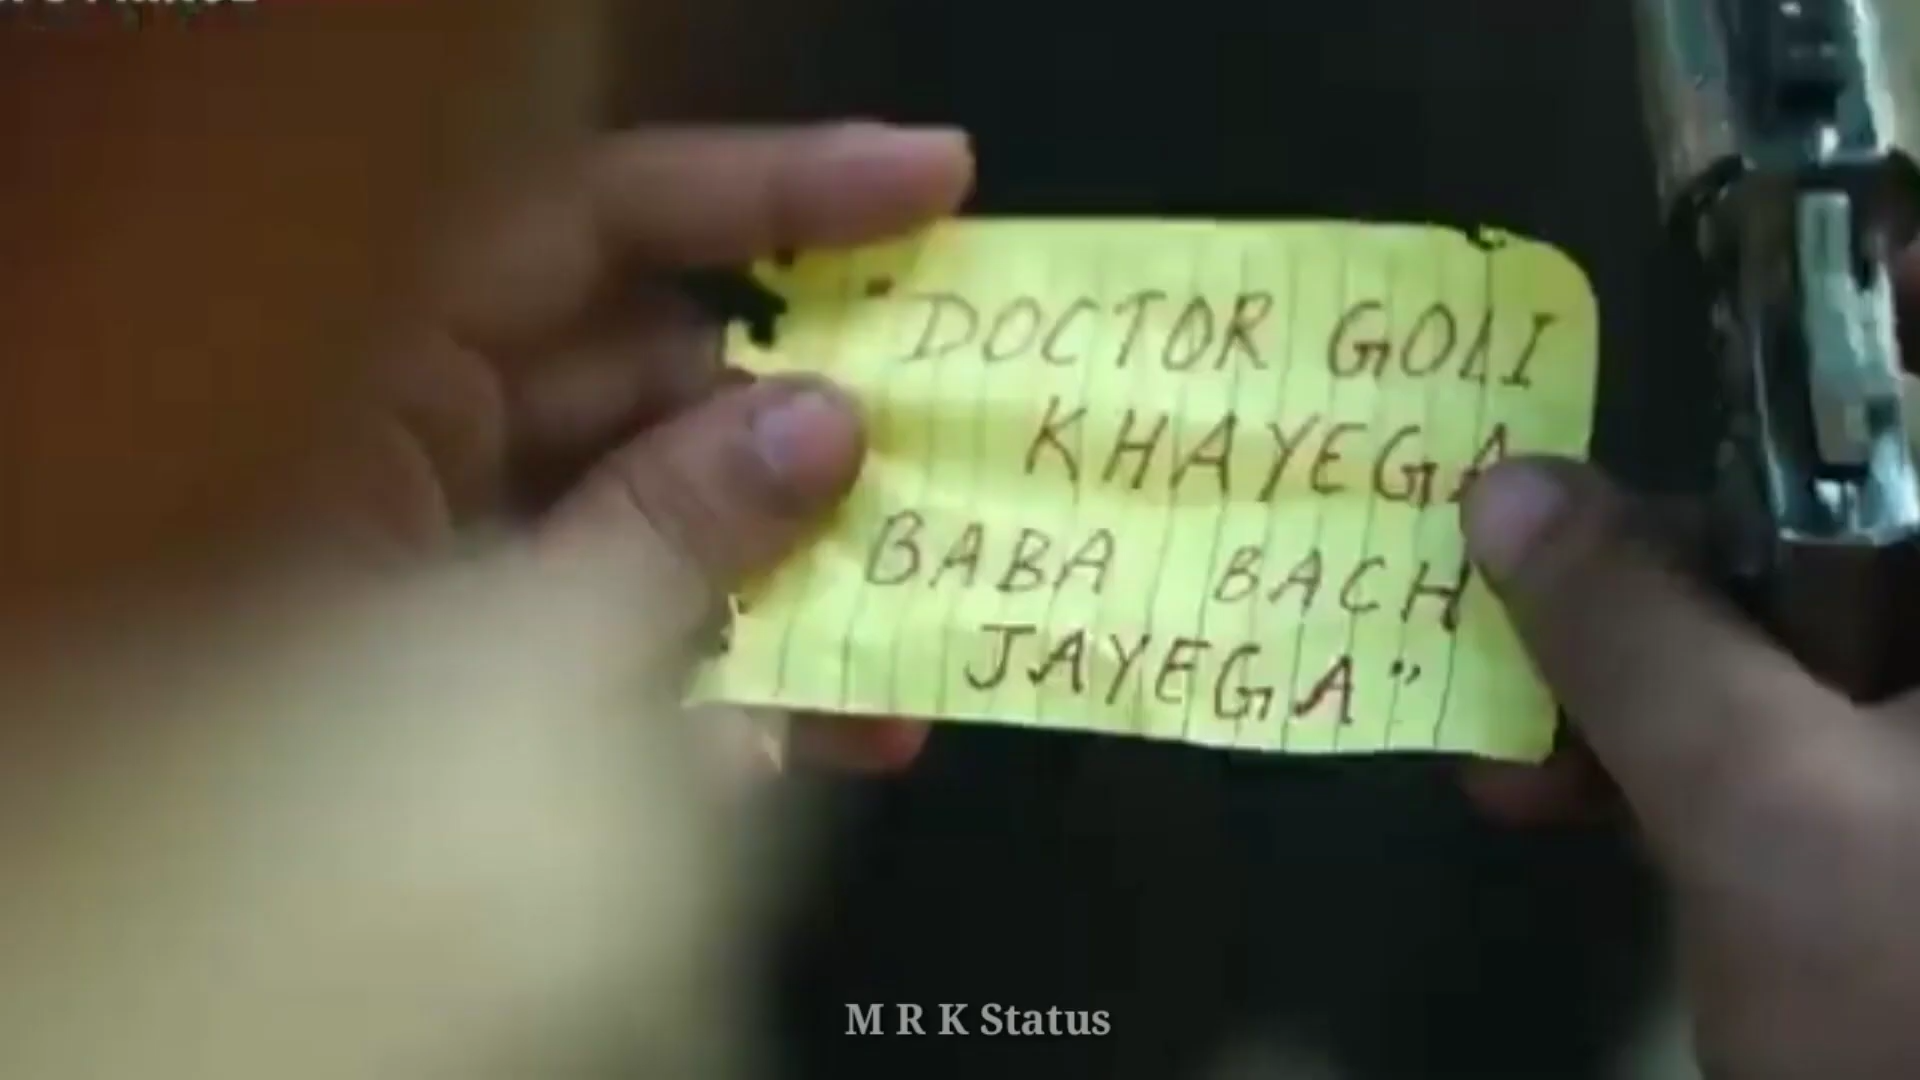 "DOCTOR GOLI
KHAYEGA
BABA BACH
JAYEGA"
M R K Status